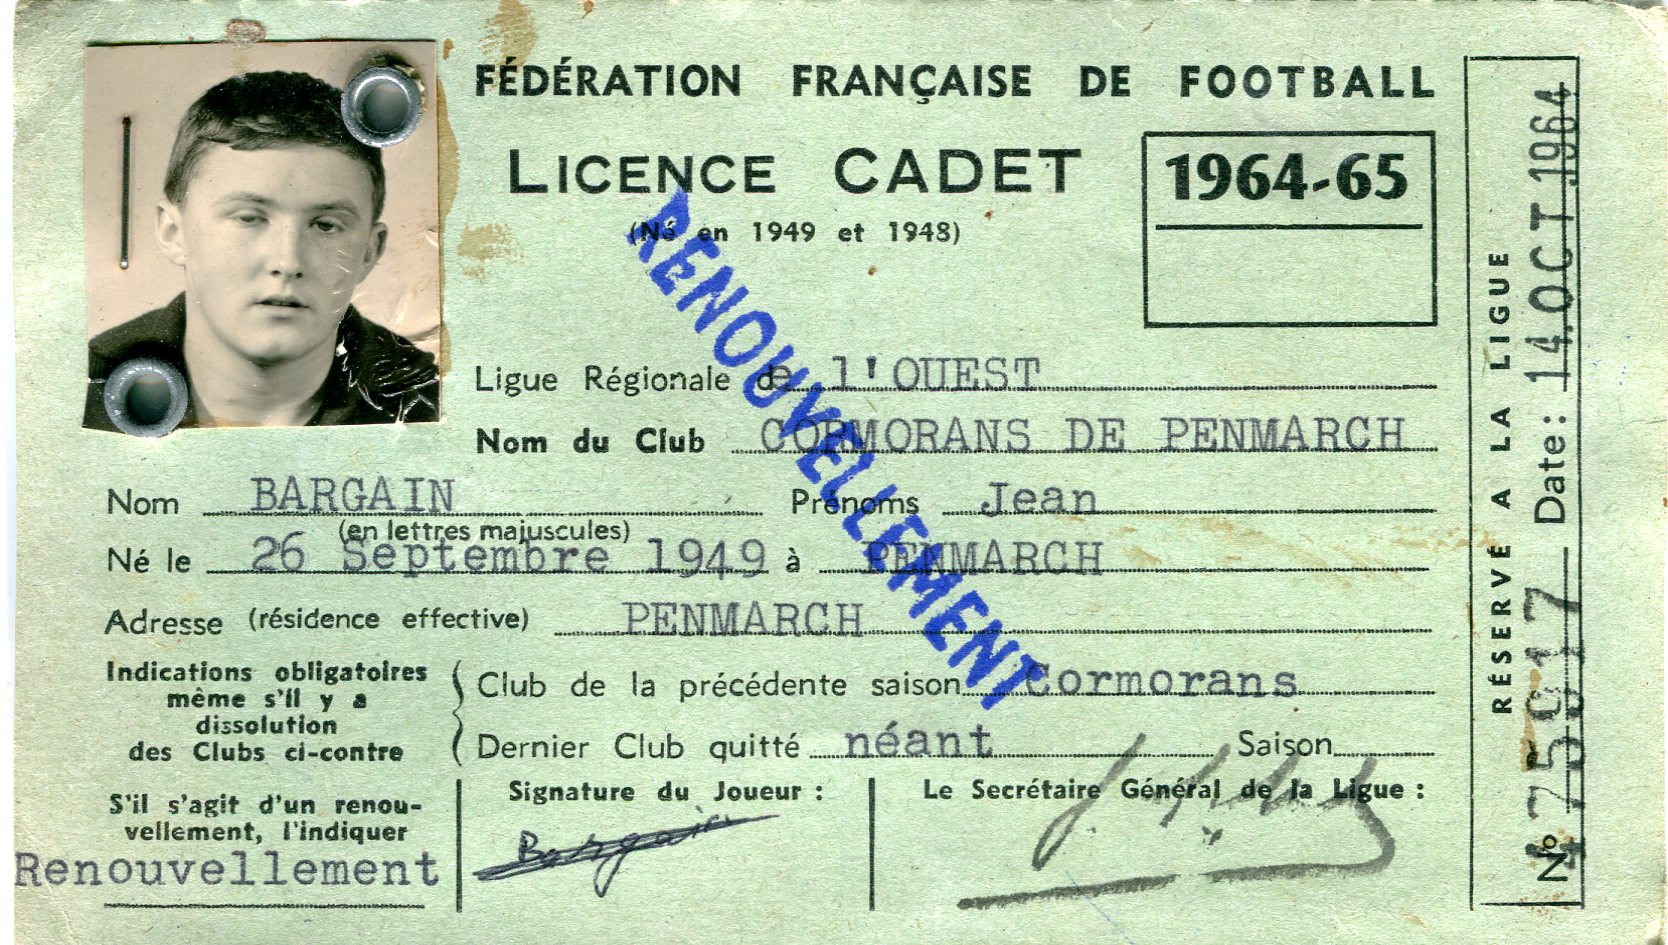 FÉDÉRATION FRANÇAISE DE FOOTBALL
LICENCE CADET
(Né en 1949 et 1948)
1964-65
RENOUVELLEMENT
Ligue Régionale de l'OUEST
Nom du Club CORMORANS DE PENMARCH
Nom BARGAIN Prénoms Jean
(en lettres majuscules)
Né le 26 Septembre 1949 à PENMARCH
Adresse (résidence effective) PENMARCH
Indications obligatoires
même s'il y a
dissolution
des Clubs ci-contre
Club de la précédente saison Cormorans
Dernier Club quitté néant Saison
S'il s'agit d'un renou-
vellement, l'indiquer
Renouvellement
Signature du Joueur :
Bargain
Le Secrétaire Général de la Ligue :
RÉSERVÉ A LA LIGUE
Nº Date: 14.OCT 1964